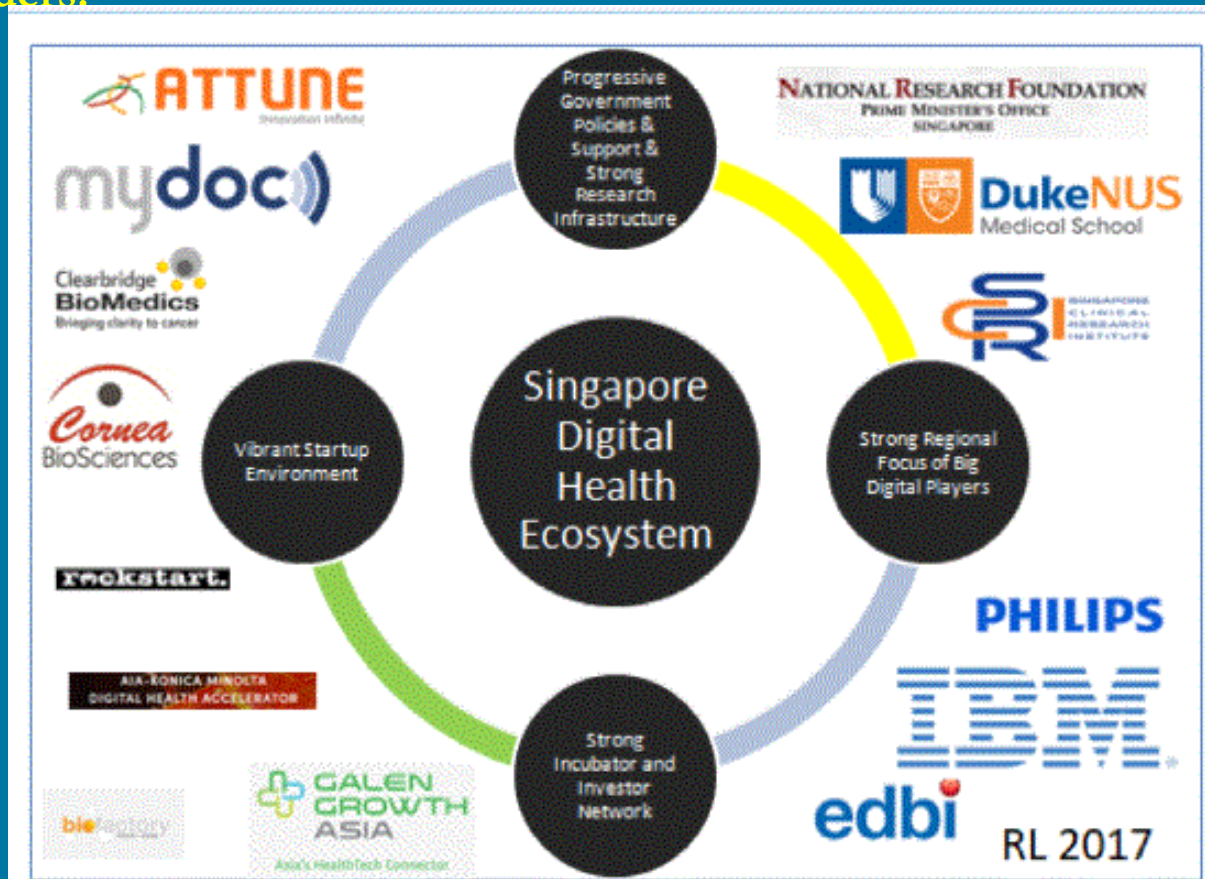 ATTUNE
Innovation Infinite
mydoc
Clearbridge
BioMedics
Bringing clarity to cancer
Cornea
BioSciences
rockstart.
AIA-KONICA MINOLTA
DIGITAL HEALTH ACCELERATOR
biofactory
GALEN
GROWTH
ASIA
Asia's HealthTech Connector
Progressive
Government
Policies &
Support &
Strong
Research
Infrastructure
Vibrant Startup
Environment
Singapore
Digital
Health
Ecosystem
Strong Regional
Focus of Big
Digital Players
Strong
Incubator and
Investor
Network
NATIONAL RESEARCH FOUNDATION
PRIME MINISTER'S OFFICE
SINGAPORE
DukeNUS
Medical School
SCRI
SINGAPORE
CLINICAL
RESEARCH
INSTITUTE
PHILIPS
IBM®
edbi
RL 2017